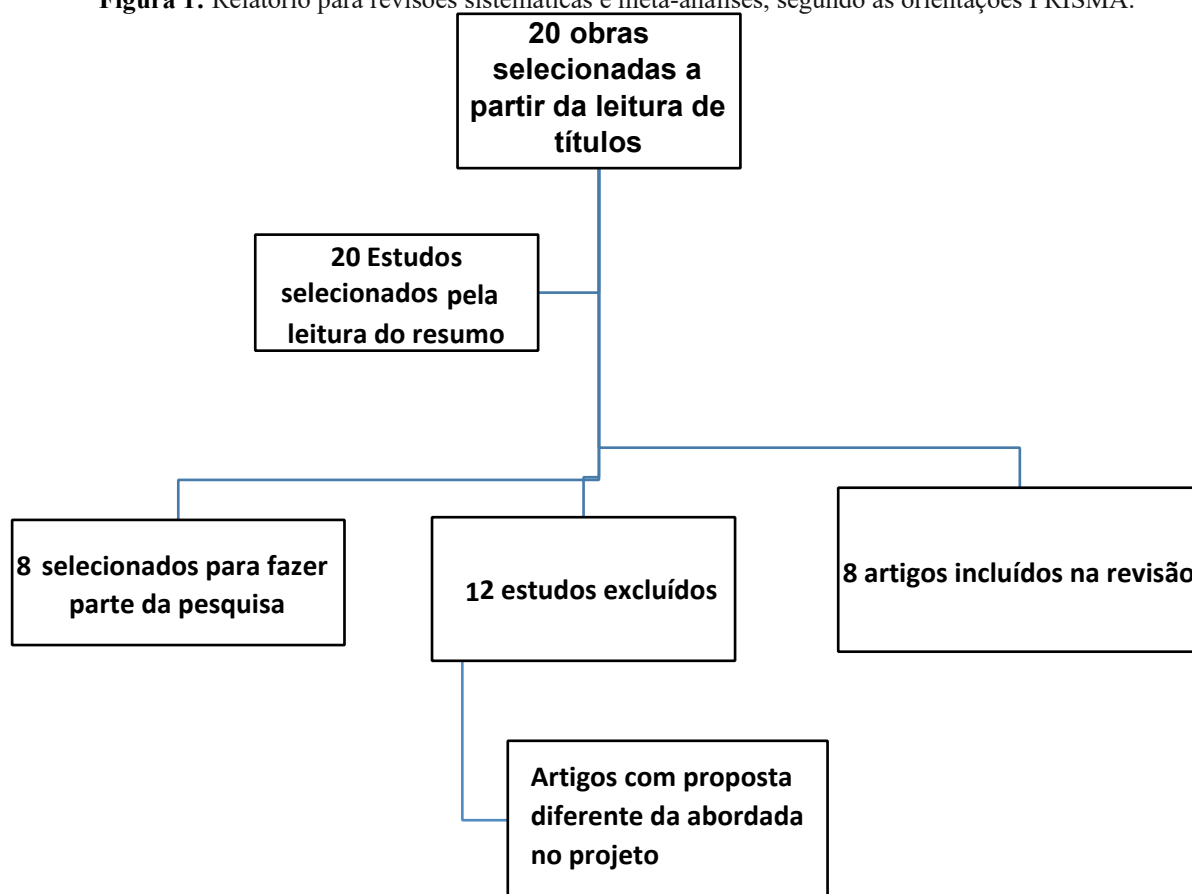 Figura 1. Relatório para revisões sistemáticas e meta-análises, segundo as orientações PRISMA.
20 obras
selecionadas a
partir da leitura de
títulos
20 Estudos
selecionados pela
leitura do resumo
8 selecionados para fazer
parte da pesquisa
12 estudos excluídos
8 artigos incluídos na revisão
Artigos com proposta
diferente da abordada
no projeto